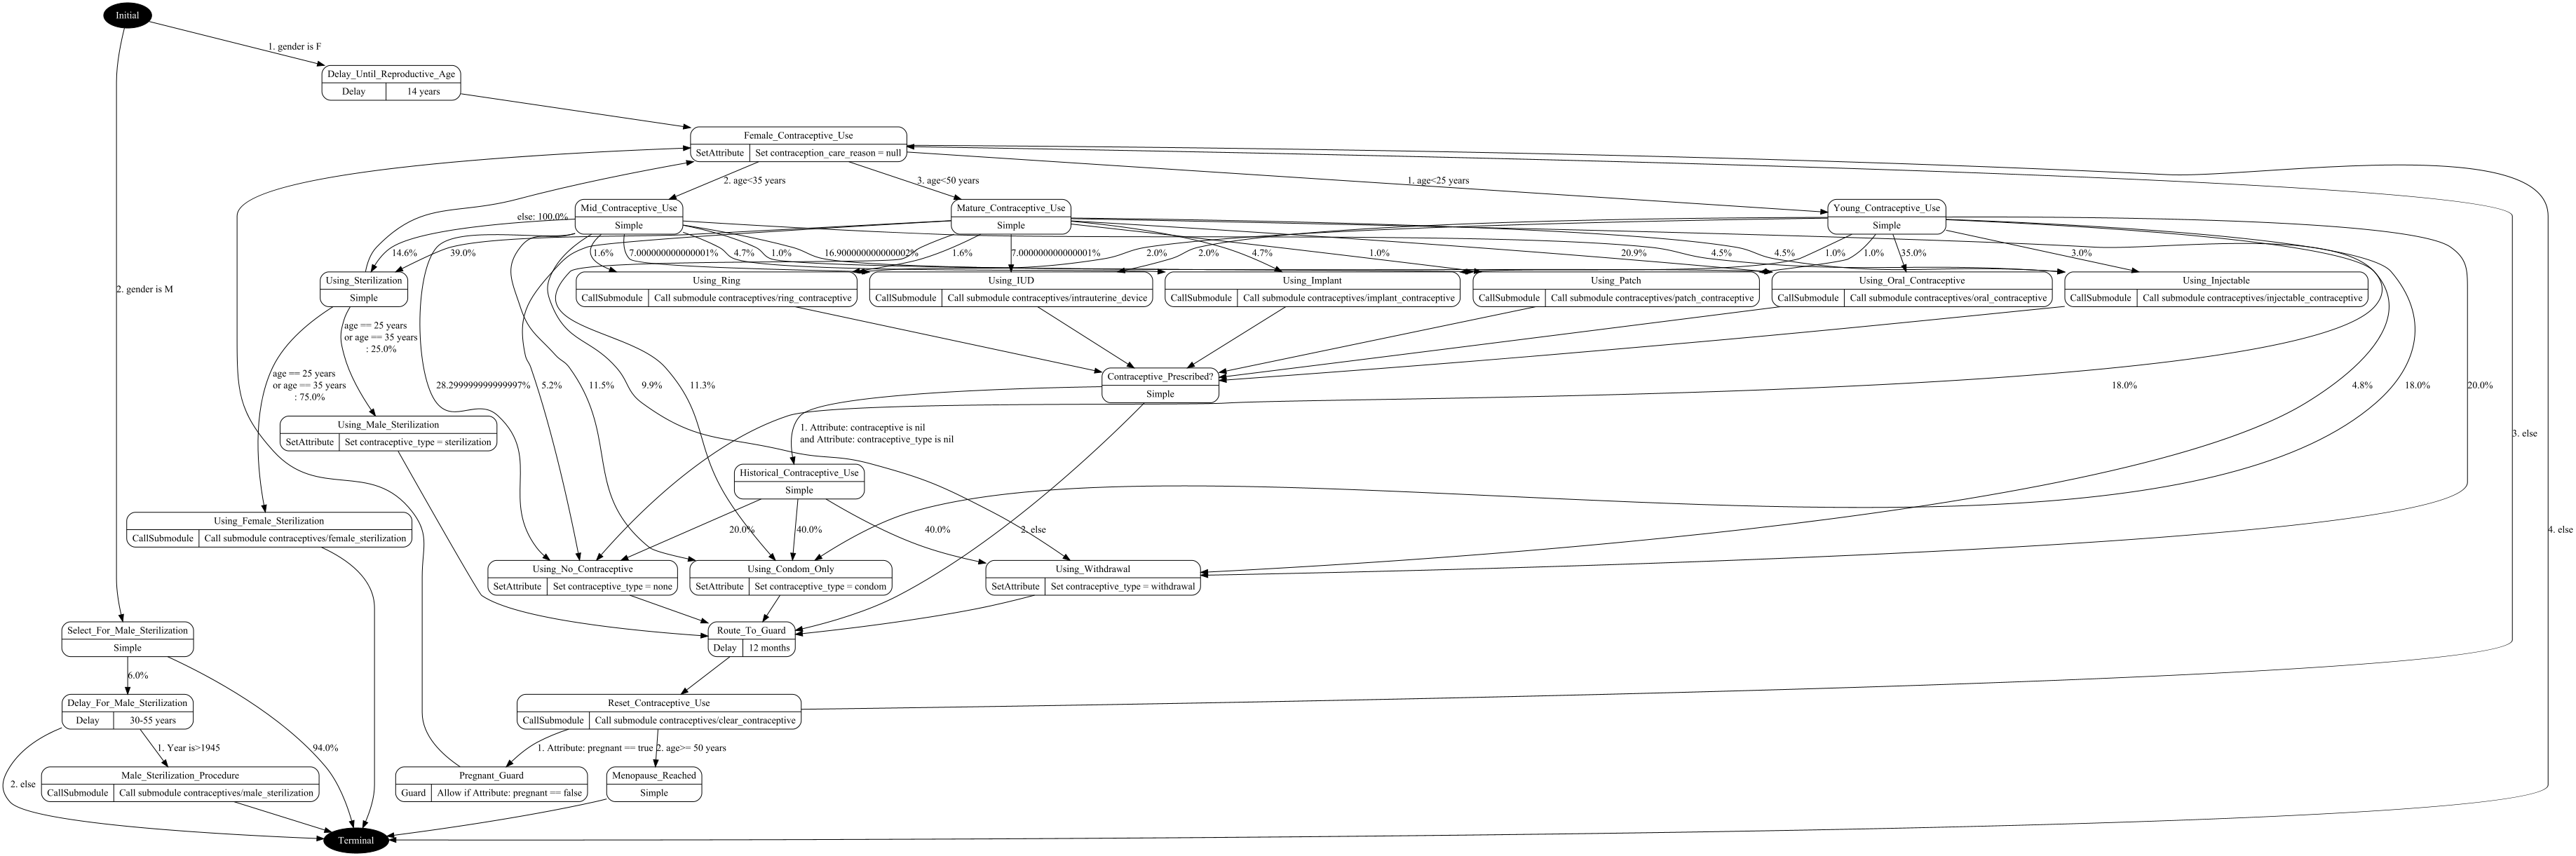 Initial
1. gender is F
Delay_Until_Reproductive_Age
Delay
14 years
Female_Contraceptive_Use
SetAttribute
Set contraception_care_reason = null
2. age<35 years
3. age<50 years
1. age<25 years
Mid_Contraceptive_Use
Simple
Mature_Contraceptive_Use
Simple
Young_Contraceptive_Use
Simple
else: 100.0%
14.6%
39.0%
1.6%
7.000000000000001%
4.7%
1.0%
16.900000000000002%
1.6%
7.000000000000001%
2.0%
2.0%
4.7%
1.0%
20.9%
4.5%
4.5%
1.0%
1.0%
35.0%
3.0%
2. gender is M
Using_Sterilization
Simple
Using_Ring
CallSubmodule
Call submodule contraceptives/ring_contraceptive
Using_IUD
CallSubmodule
Call submodule contraceptives/intrauterine_device
Using_Implant
CallSubmodule
Call submodule contraceptives/implant_contraceptive
Using_Patch
CallSubmodule
Call submodule contraceptives/patch_contraceptive
Using_Oral_Contraceptive
CallSubmodule
Call submodule contraceptives/oral_contraceptive
Using_Injectable
CallSubmodule
Call submodule contraceptives/injectable_contraceptive
age == 25 years
or age == 35 years
: 25.0%
age == 25 years
or age == 35 years
: 75.0%
28.299999999999997%
5.2%
11.5%
9.9%
11.3%
Contraceptive_Prescribed?
Simple
18.0%
4.8%
18.0%
20.0%
Using_Male_Sterilization
SetAttribute
Set contraceptive_type = sterilization
1. Attribute: contraceptive is nil
and Attribute: contraceptive_type is nil
3. else
Historical_Contraceptive_Use
Simple
Using_Female_Sterilization
CallSubmodule
Call submodule contraceptives/female_sterilization
20.0%
40.0%
40.0%
2. else
4. else
Using_No_Contraceptive
SetAttribute
Set contraceptive_type = none
Using_Condom_Only
SetAttribute
Set contraceptive_type = condom
Using_Withdrawal
SetAttribute
Set contraceptive_type = withdrawal
Select_For_Male_Sterilization
Simple
Route_To_Guard
Delay
12 months
6.0%
Delay_For_Male_Sterilization
Delay
30-55 years
Reset_Contraceptive_Use
CallSubmodule
Call submodule contraceptives/clear_contraceptive
1. Year is>1945
94.0%
1. Attribute: pregnant == true
2. age>= 50 years
2. else
Male_Sterilization_Procedure
CallSubmodule
Call submodule contraceptives/male_sterilization
Pregnant_Guard
Guard
Allow if Attribute: pregnant == false
Menopause_Reached
Simple
Terminal